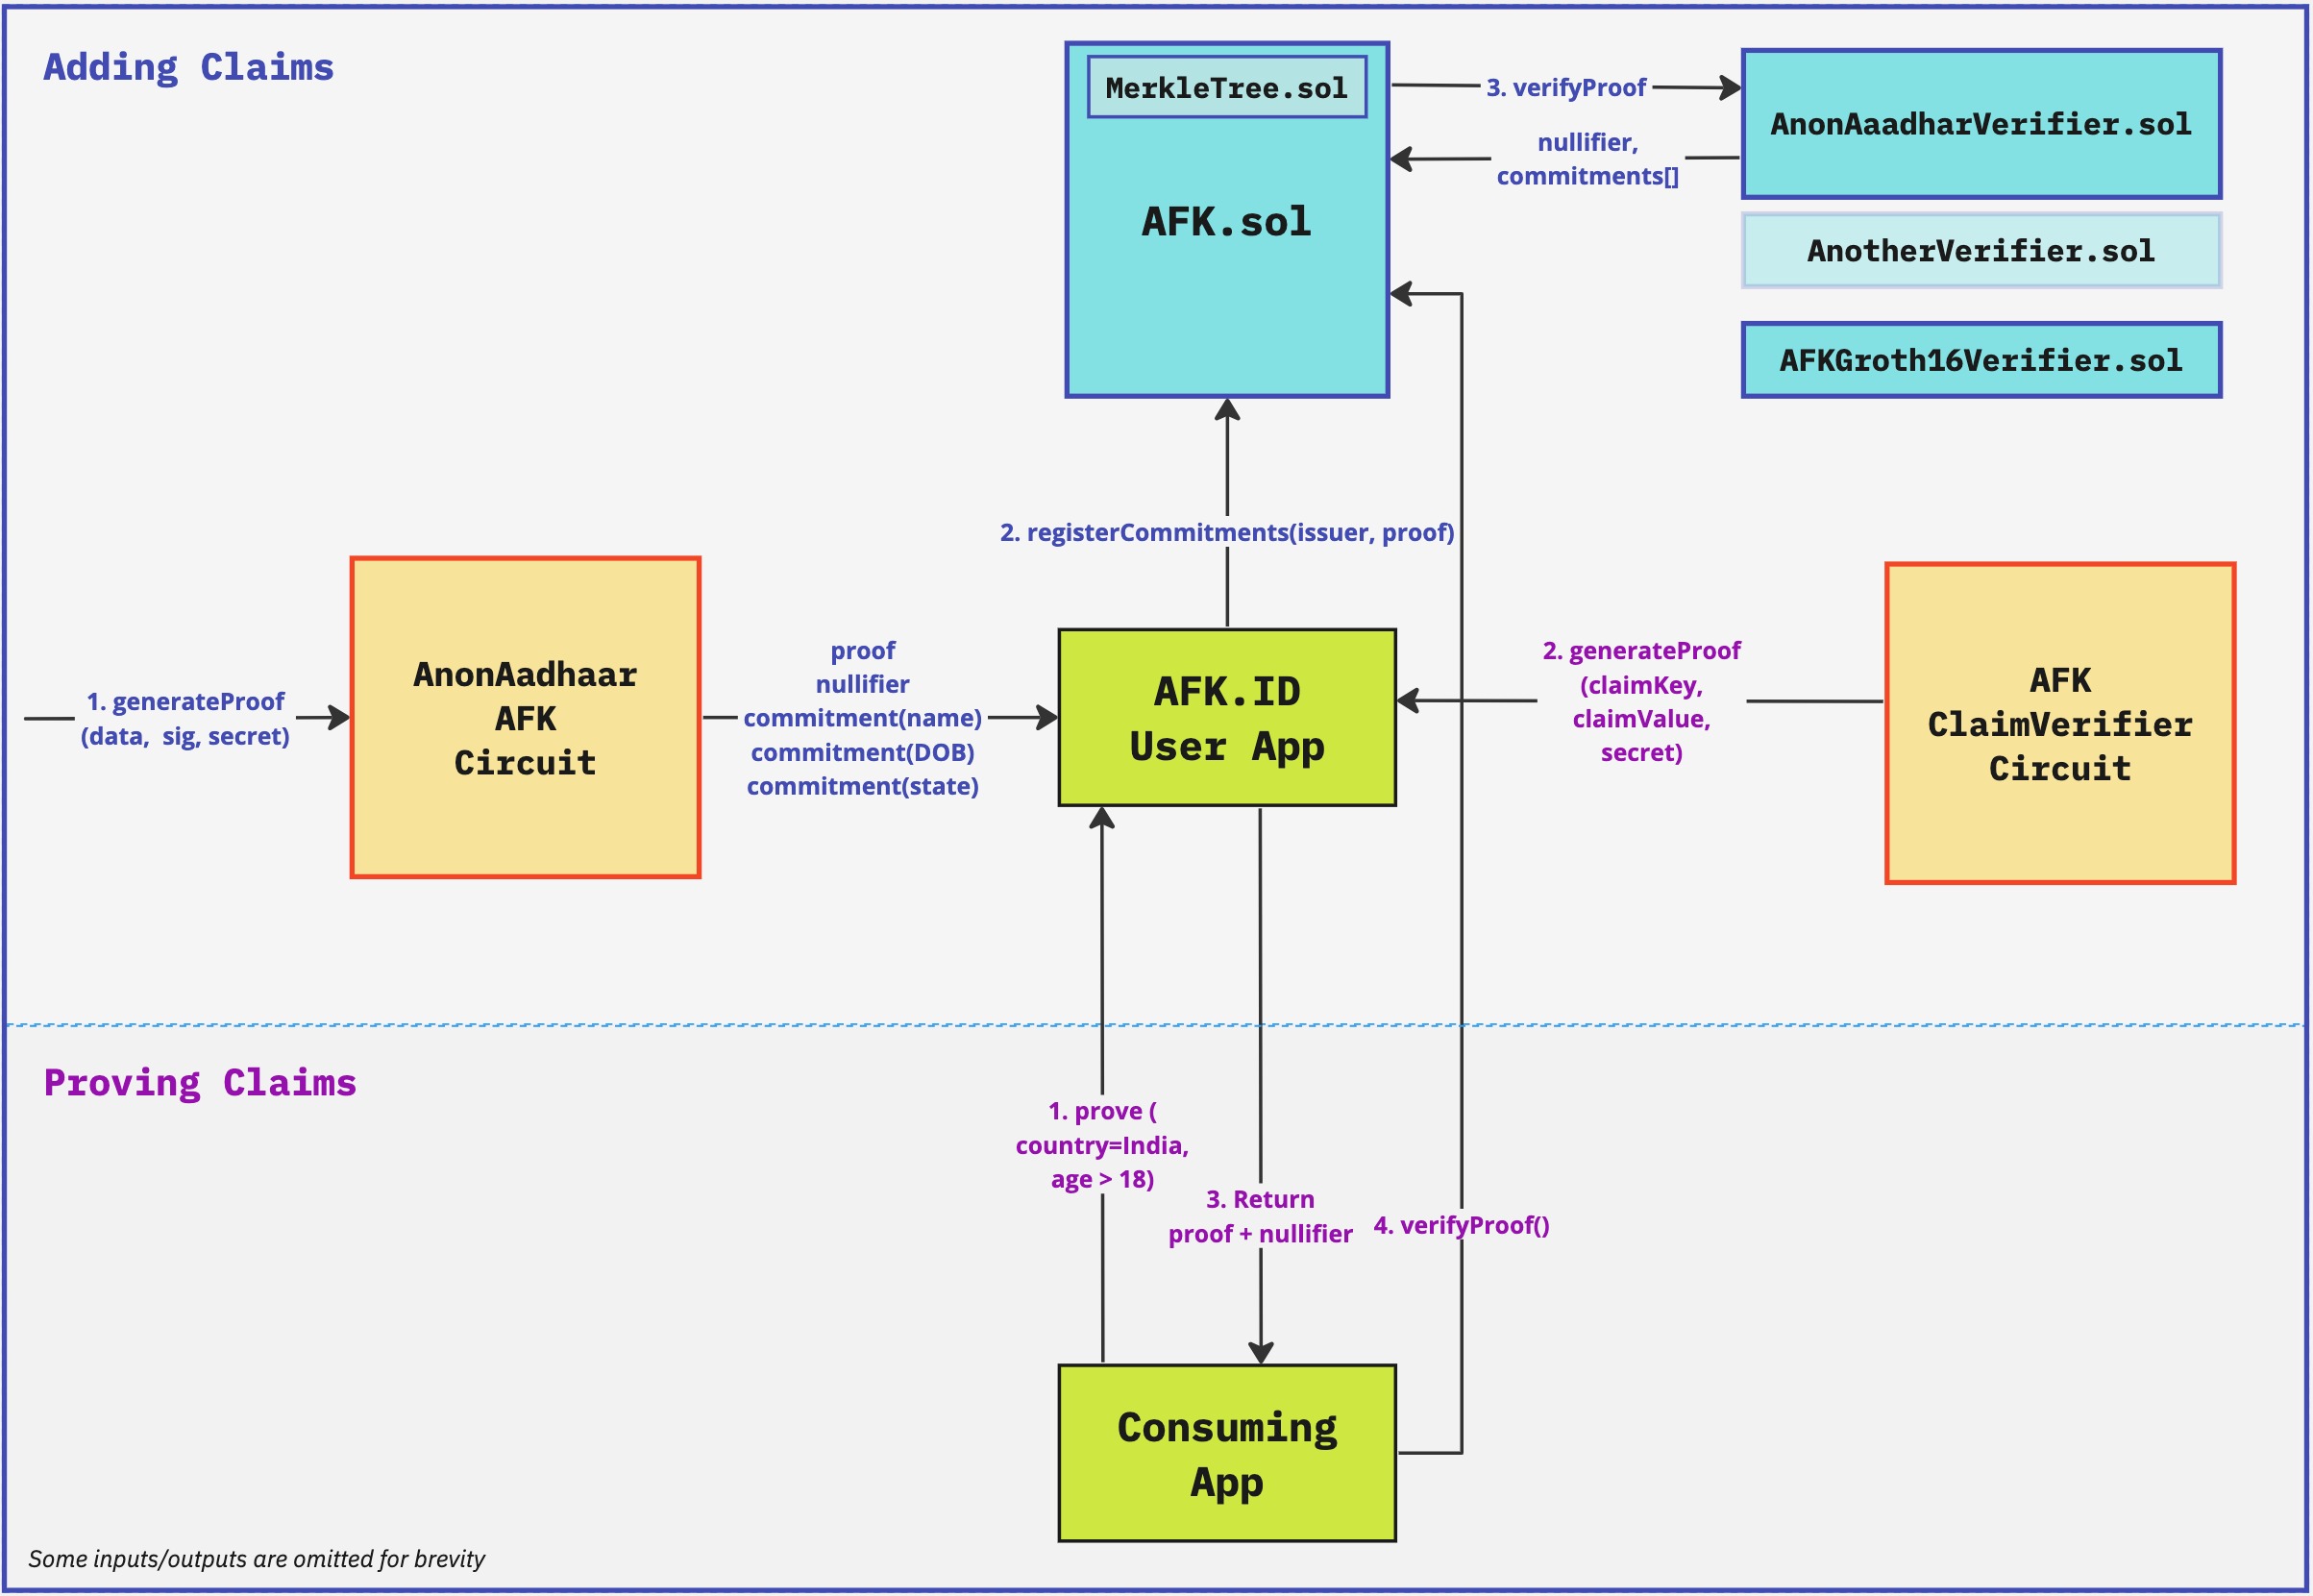 Adding Claims
MerkleTree.sol
AFK.sol
3. verifyProof
nullifier,
commitments[]
AnonAaadharVerifier.sol
AnotherVerifier.sol
AFKGroth16Verifier.sol
2. registerCommitments(issuer, proof)
1. generateProof
(data, sig, secret)
AnonAadhaar
AFK
Circuit
proof
nullifier
commitment(name)
commitment(DOB)
commitment(state)
AFK.ID
User App
2. generateProof
(claimKey,
claimValue,
secret)
AFK
ClaimVerifier
Circuit
Proving Claims
1. prove (
country=India,
age > 18)
3. Return
proof + nullifier
4. verifyProof()
Consuming
App
Some inputs/outputs are omitted for brevity